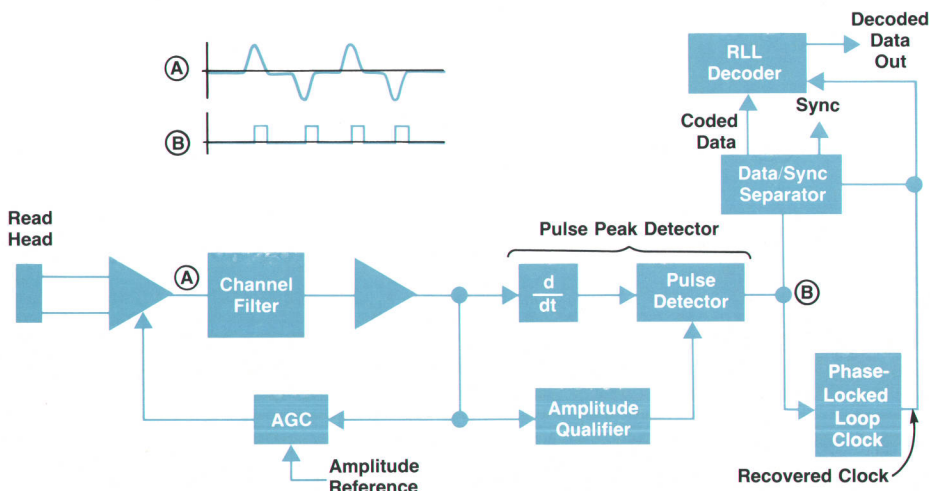 A
B
RLL
Decoder
Decoded
Data
Out
Coded
Data
Sync
Data/Sync
Separator
Read
Head
A
Channel
Filter
Pulse Peak Detector
d
dt
Pulse
Detector
B
AGC
Amplitude
Reference
Amplitude
Qualifier
Phase-
Locked
Loop
Clock
Recovered Clock